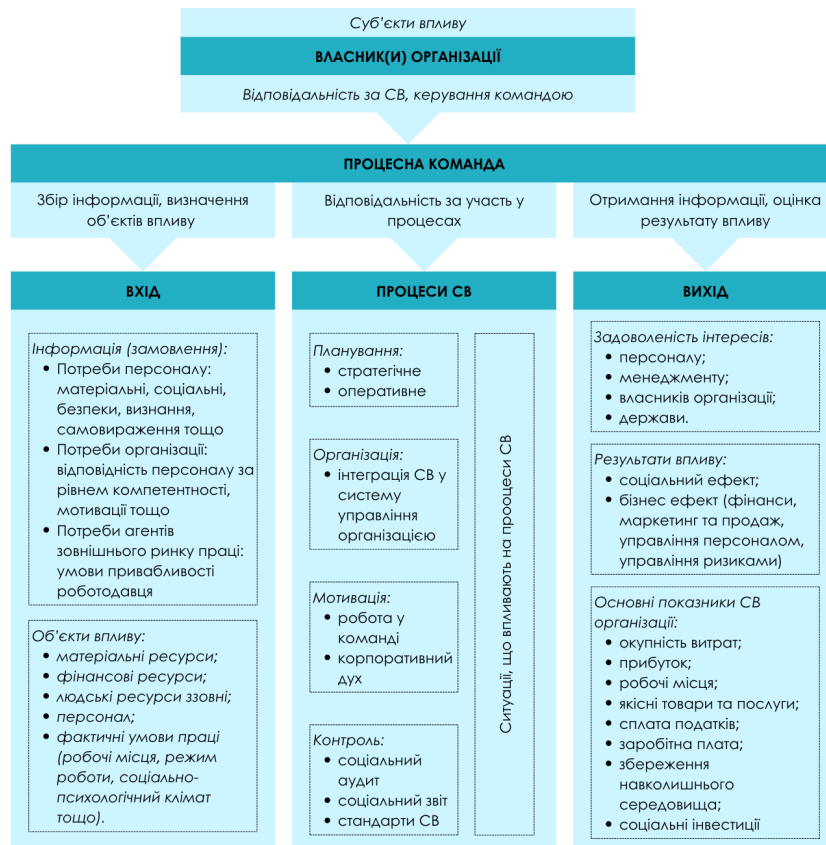 Суб'єкти впливу
ВЛАСНИК(И) ОРГАНІЗАЦІЇ
Відповідальність за СВ, керування командою
ПРОЦЕСНА КОМАНДА
Збір інформації, визначення
об'єктів впливу
Відповідальність за участь у
процесах
Отримання інформації, оцінка
результату впливу
ВХІД
Інформація (замовлення):
• Потреби персоналу:
матеріальні, соціальні,
безпеки, визнання,
самовираження тощо
• Потреби організації:
відповідність персоналу за
рівнем компетентності,
мотивації тощо
• Потреби агентів
зовнішнього ринку праці:
умови привабливості
роботодавця
Об'єкти впливу:
• матеріальні ресурси;
• фінансові ресурси;
• людські ресурси ззовні;
• персонал;
• фактичні умови праці
(робочі місця, режим
роботи, соціально-
психологічний клімат
тощо).
ПРОЦЕСИ СВ
Планування:
• стратегічне
• оперативне
Організація:
• інтеграція СВ у
систему
управління
організацією
Мотивація:
• робота у
команді
• корпоративний
дух
Контроль:
• соціальний
аудит
• соціальний звіт
• стандарти СВ
Ситуації, що впливають на прооцеси СВ
ВИХІД
Задоволеність інтересів:
• персоналу;
• менеджменту;
• власників організації;
• держави.
Результати впливу:
• соціальний ефект;
• бізнес ефект (фінанси,
маркетинг та продаж,
управління персоналом,
управління ризиками)
Основні показники СВ
організації:
• окупність витрат;
• прибуток;
• робочі місця;
• якісні товари та послуги;
• сплата податків;
• заробітна плата;
• збереження
навколишнього
середовища;
• соціальні інвестиції